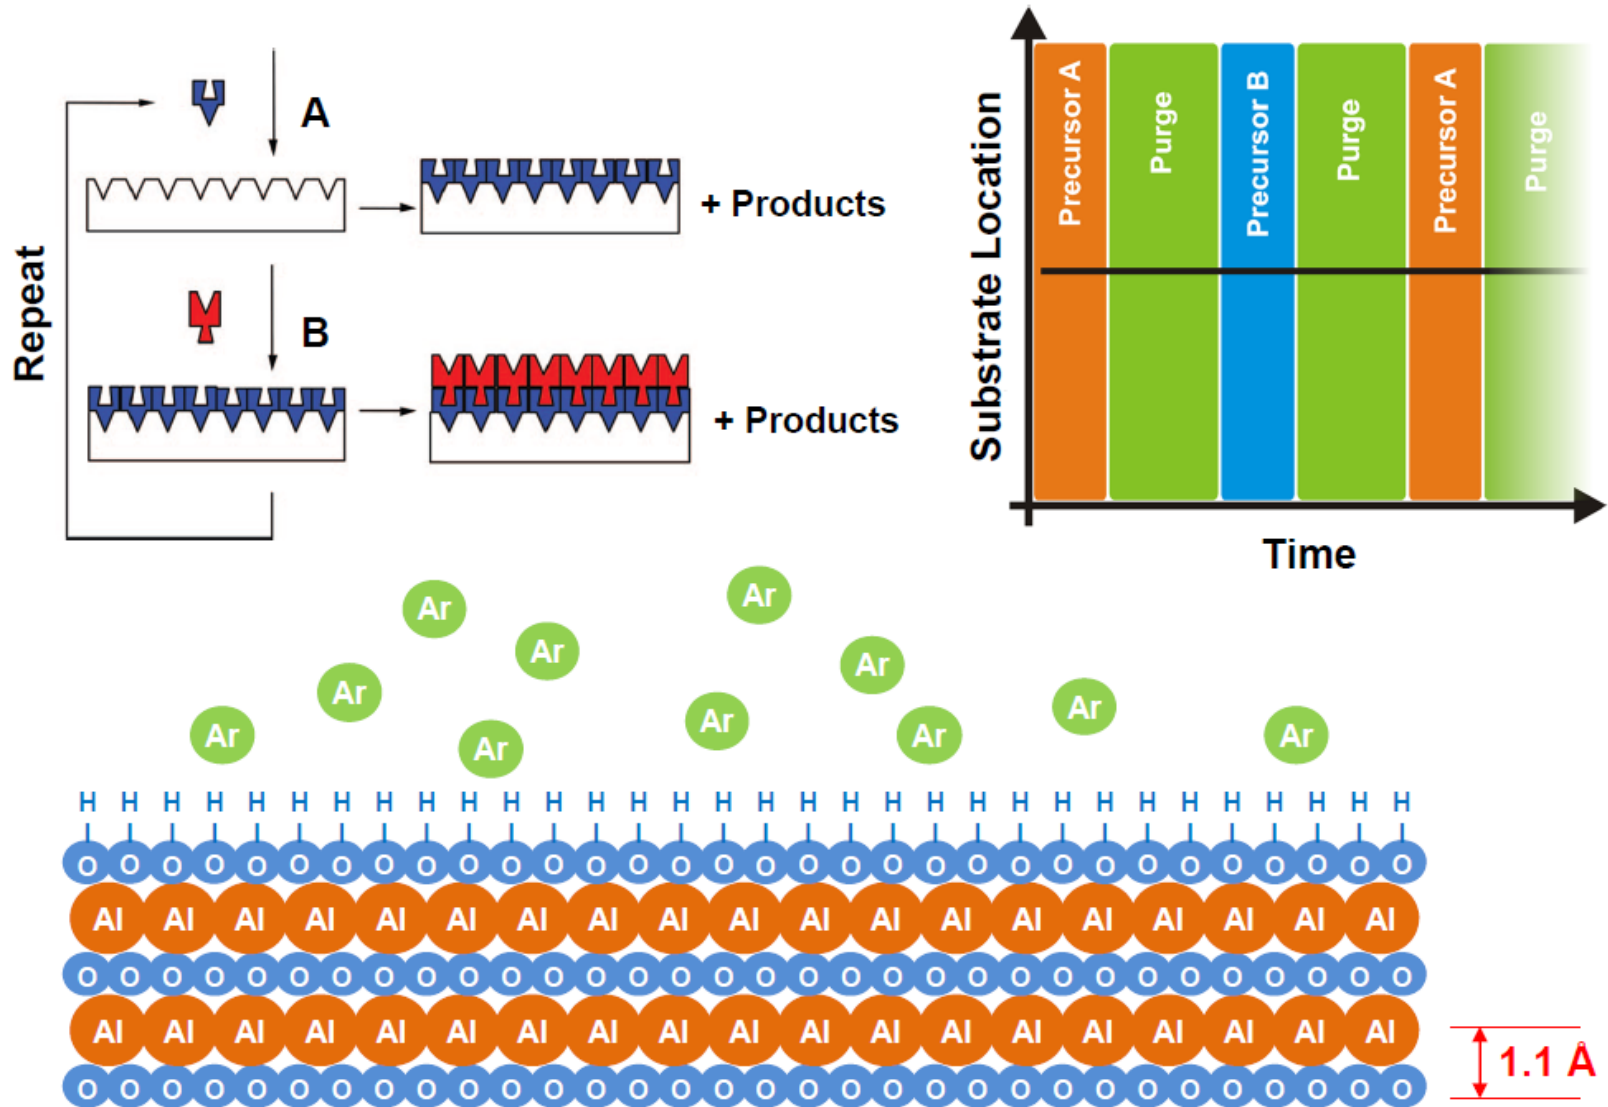 A
+ Products
B
+ Products
Repeat
Substrate Location
Precursor A
Purge
Precursor B
Purge
Precursor A
Purge
Time
Ar Ar
Ar Ar
Ar Ar Ar
Ar Ar Ar Ar
H H H H H H H H H H H H H H H H H H H H H H H H H H H H H H H H
O O O O O O O O O O O O O O O O O O O O O O O O O O O O O O O O
Al Al Al Al Al Al Al Al Al Al Al Al Al Al Al Al Al Al Al
O O O O O O O O O O O O O O O O O O O O O O O O O O O O O O O O
Al Al Al Al Al Al Al Al Al Al Al Al Al Al Al Al Al Al Al
O O O O O O O O O O O O O O O O O O O O O O O O O O O O O O O O
1.1 Å